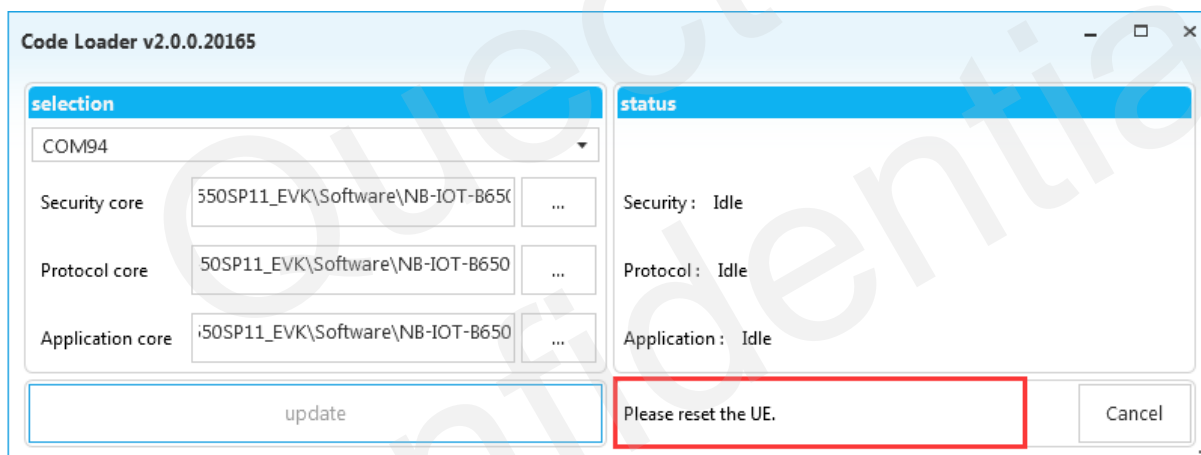 Code Loader v2.0.0.20165
selection
COM94
Security core
550SP11_EVK\Software\NB-IOT-B650
...
Protocol core
50SP11_EVK\Software\NB-IOT-B650
...
Application core
50SP11_EVK\Software\NB-IOT-B650
...
update
status
Security : Idle
Protocol : Idle
Application : Idle
Please reset the UE.
Cancel
Quect
nfidentia